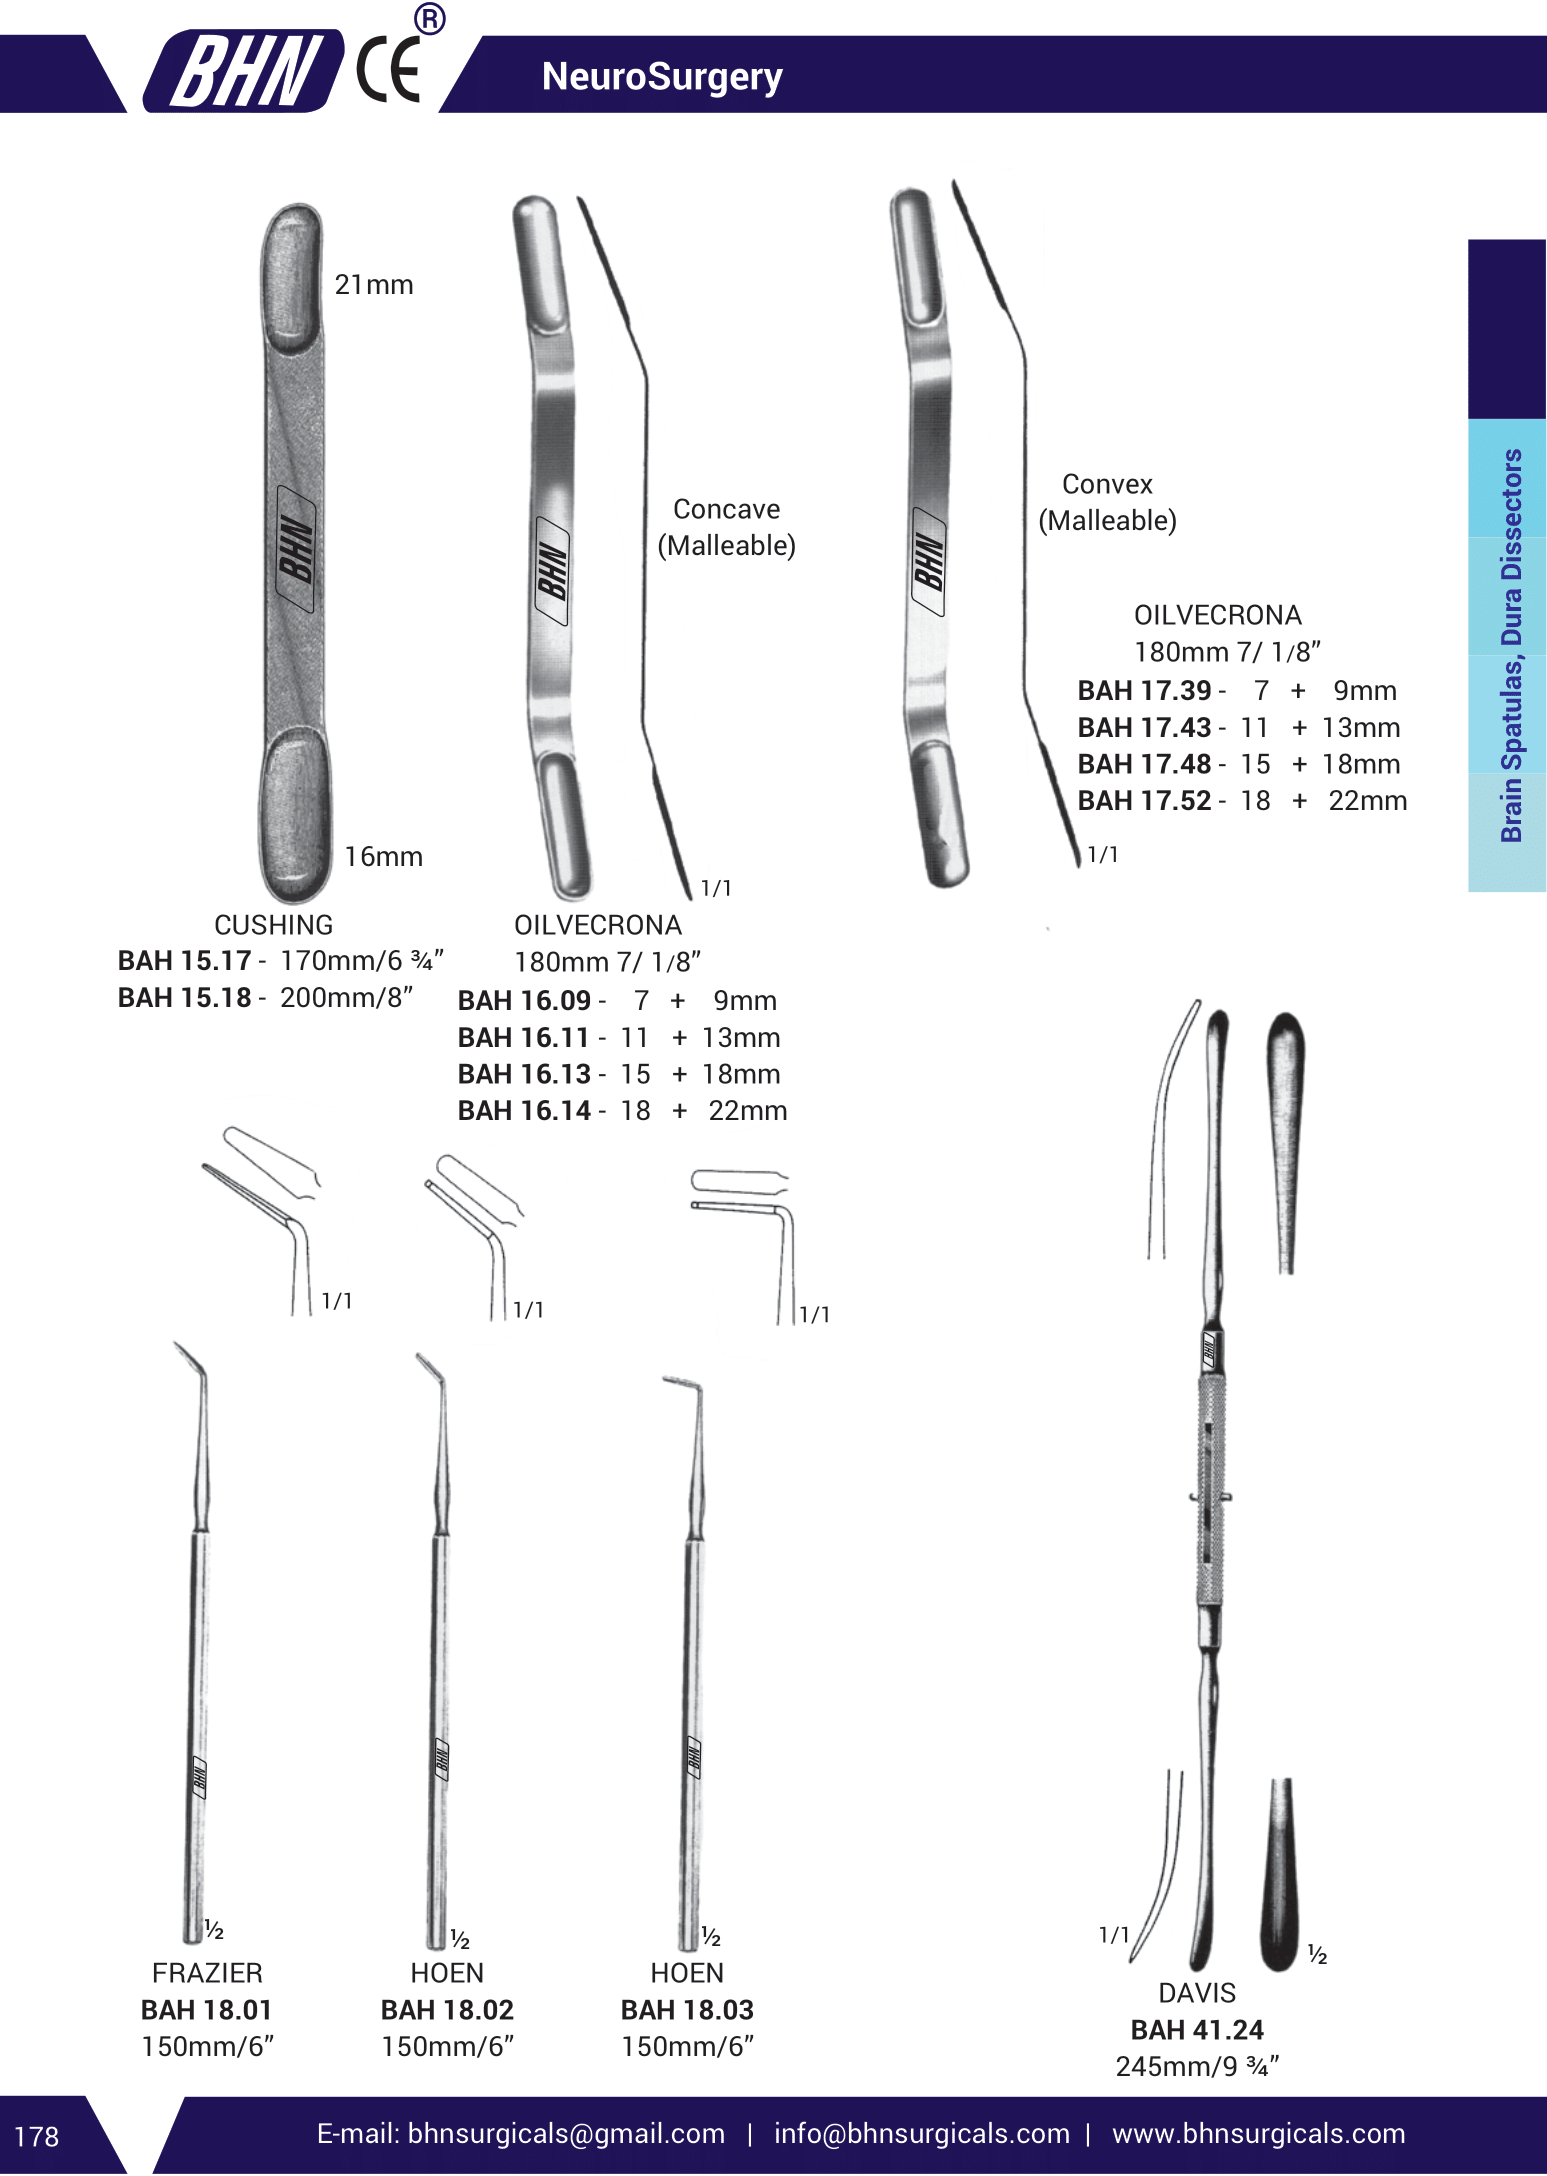 BHN CE ®
NeuroSurgery
21mm
BHN
16mm
CUSHING
BAH 15.17 - 170mm/6 ¾”
BAH 15.18 - 200mm/8”
BHN
Concave
(Malleable)
1/1
OILVECRONA
180mm 7/ 1/8”
BAH 16.09 - 7 + 9mm
BAH 16.11 - 11 + 13mm
BAH 16.13 - 15 + 18mm
BAH 16.14 - 18 + 22mm
BHN
Convex
(Malleable)
OILVECRONA
180mm 7/ 1/8”
BAH 17.39 - 7 + 9mm
BAH 17.43 - 11 + 13mm
BAH 17.48 - 15 + 18mm
BAH 17.52 - 18 + 22mm
1/1
Brain Spatulas, Dura Dissectors
1/1
BHN
½
FRAZIER
BAH 18.01
150mm/6”
1/1
BHN
½
HOEN
BAH 18.02
150mm/6”
1/1
BHN
½
HOEN
BAH 18.03
150mm/6”
BHN
1/1
½
DAVIS
BAH 41.24
245mm/9 ¾”
178
E-mail: bhnsurgicals@gmail.com | info@bhnsurgicals.com | www.bhnsurgicals.com